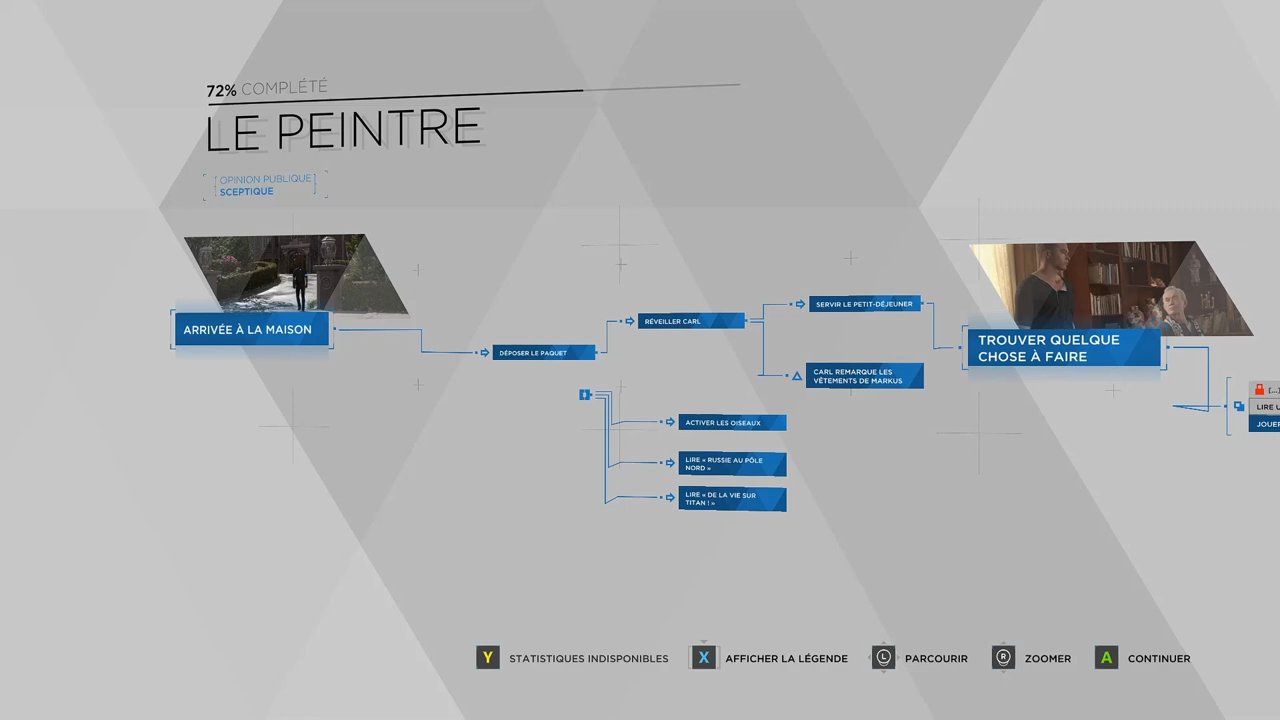 72% COMPLÉTÉ
LE PEINTRE
OPINION PUBLIQUE
SCEPTIQUE
ARRIVÉE À LA MAISON
DÉPOSER LE PAQUET
RÉVEILLER CARL
SERVIR LE PETIT-DÉJEUNER
CARL REMARQUE LES
VÊTEMENTS DE MARKUS
ACTIVER LES OISEAUX
LIRE « RUSSIE AU PÔLE
NORD »
LIRE « DE LA VIE SUR
TITAN ! »
TROUVER QUELQUE
CHOSE À FAIRE
[...]
LIRE U
JOUER
Y STATISTIQUES INDISPONIBLES
X AFFICHER LA LÉGENDE
L PARCOURIR
R ZOOMER
A CONTINUER